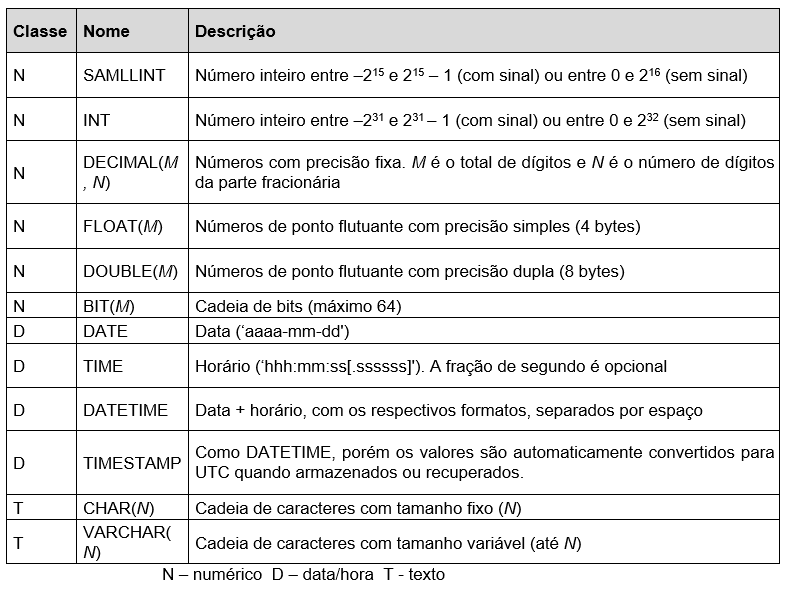 Classe Nome Descrição
N SAMLLINT Número inteiro entre –2¹⁵ e 2¹⁵ – 1 (com sinal) ou entre 0 e 2¹⁶ (sem sinal)
N INT Número inteiro entre –2³¹ e 2³¹ – 1 (com sinal) ou entre 0 e 2³² (sem sinal)
N DECIMAL(M
, N) Números com precisão fixa. M é o total de dígitos e N é o número de dígitos
da parte fracionária
N FLOAT(M) Números de ponto flutuante com precisão simples (4 bytes)
N DOUBLE(M) Números de ponto flutuante com precisão dupla (8 bytes)
N BIT(M) Cadeia de bits (máximo 64)
D DATE Data (‘aaaa-mm-dd')
D TIME Horário (‘hhh:mm:ss[.ssssss]'). A fração de segundo é opcional
D DATETIME Data + horário, com os respectivos formatos, separados por espaço
D TIMESTAMP Como DATETIME, porém os valores são automaticamente convertidos para
UTC quando armazenados ou recuperados.
T CHAR(N) Cadeia de caracteres com tamanho fixo (N)
T VARCHAR(
N) Cadeia de caracteres com tamanho variável (até N)
N – numérico D – data/hora T - texto